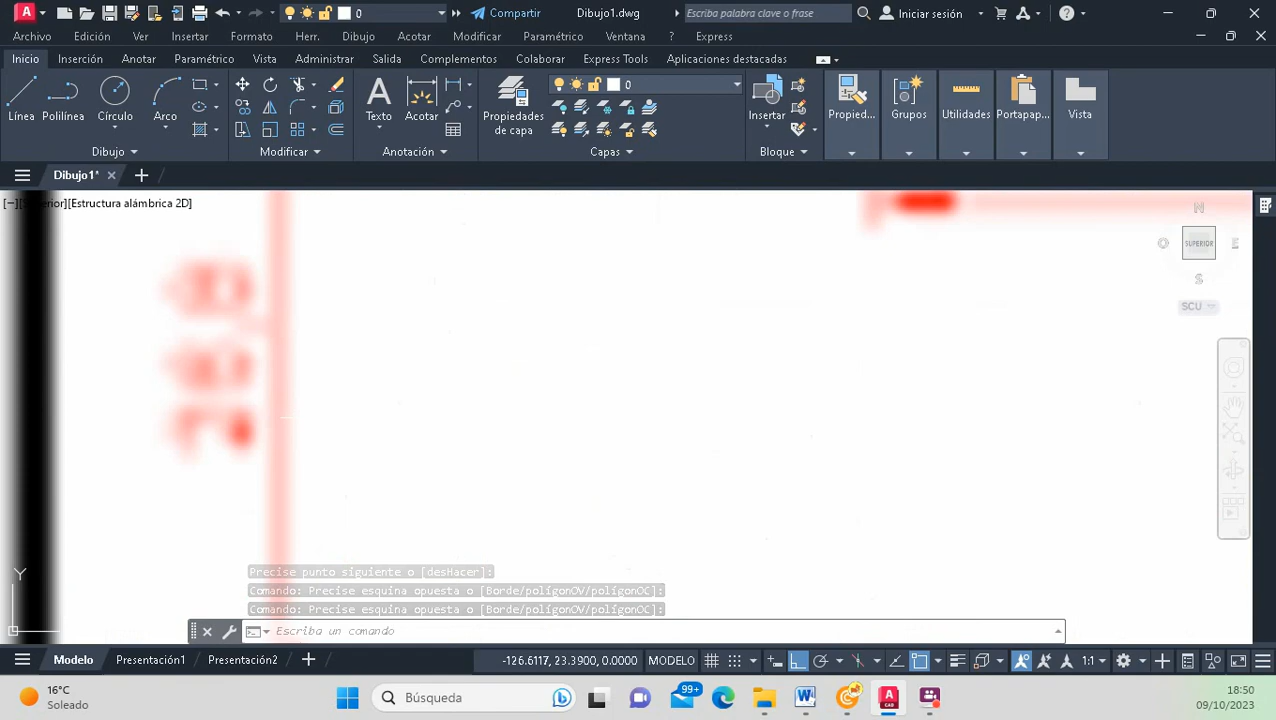 A 0 Compartir Dibujo1.dwg Escriba palabra clave o frase Iniciar sesión ?
Archivo Edición Ver Insertar Formato Herr. Dibujo Acotar Modificar Paramétrico Ventana ? Express
Inicio Inserción Anotar Paramétrico Vista Administrar Salida Complementos Colaborar Express Tools Aplicaciones destacadas
0
Línea Polilínea Círculo Arco A Texto Acotar Propiedades de capa Insertar Propied... Grupos Utilidades Portapap... Vista
Dibujo Modificar Anotación Capas Bloque
Dibujo1*
[−][Superior][Estructura alámbrica 2D]
N
O SUPERIOR E
S
SCU
Y
Precise punto siguiente o [desHacer]:
Comando: Precise esquina opuesta o [Borde/polígonOV/polígonOC]:
Comando: Precise esquina opuesta o [Borde/polígonOV/polígonOC]:
Escriba un comando
Modelo Presentación1 Presentación2 -126.6117, 23.3900, 0.0000 MODELO 1:1
16°C
Soleado
Búsqueda
99+
A CAD
18:50
09/10/2023